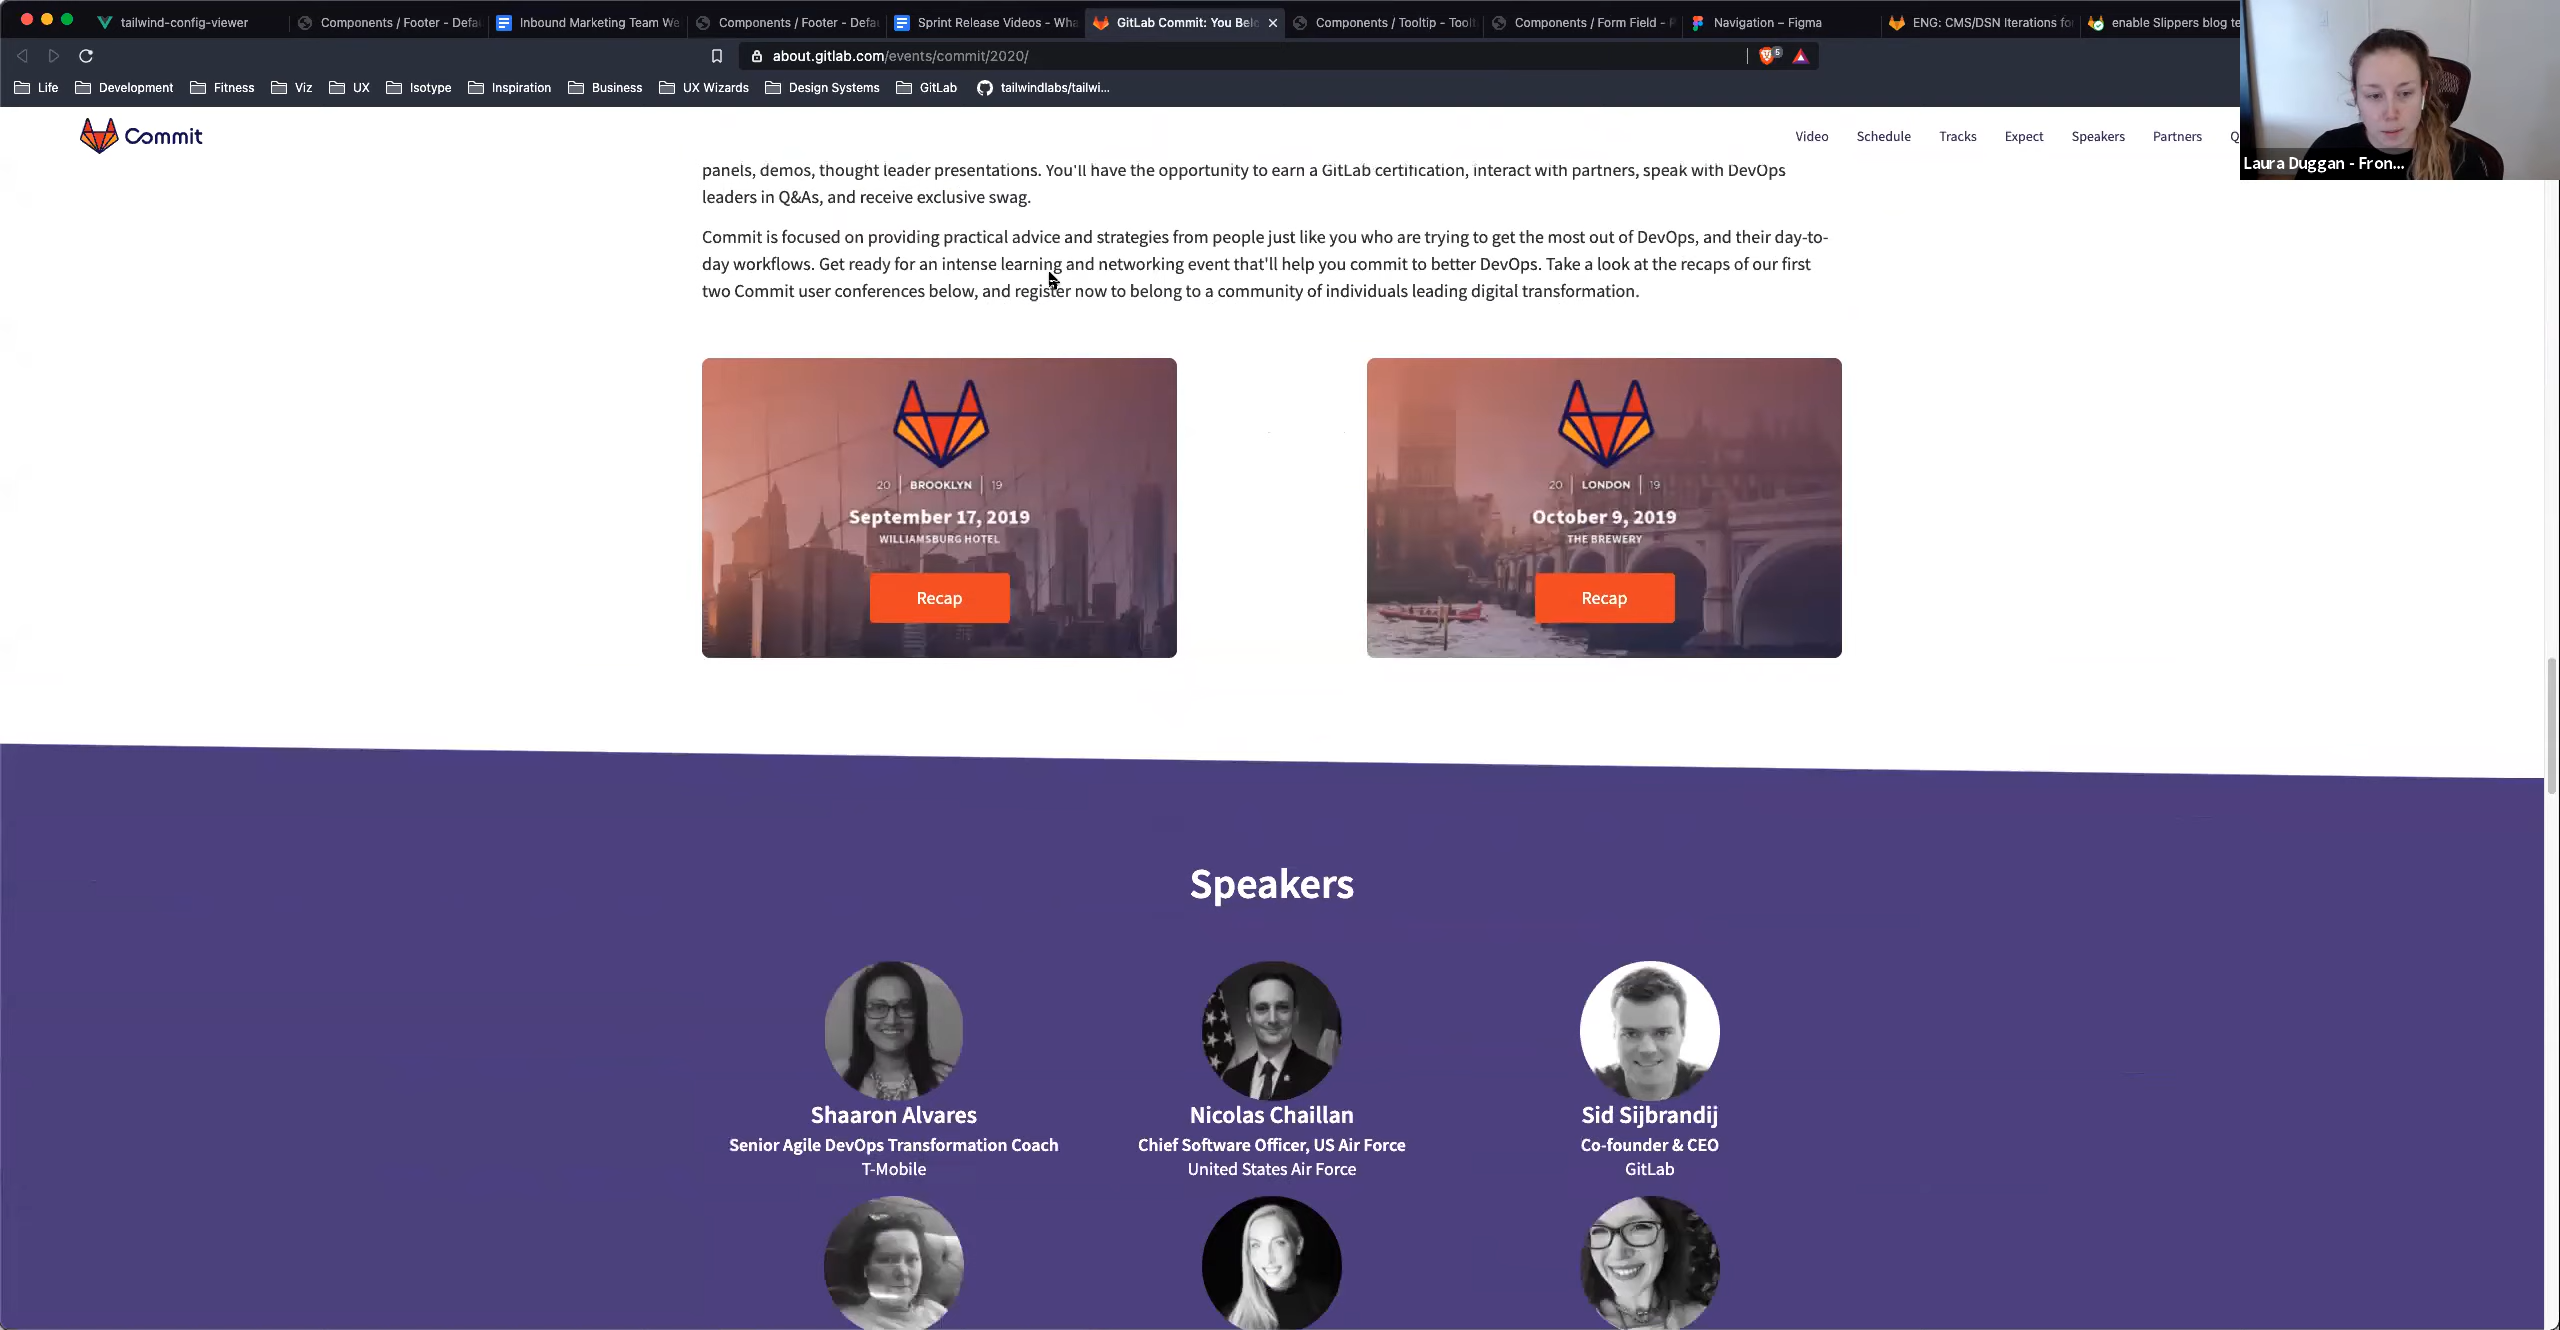 tailwind-config-viewer
Components / Footer - Defa
Inbound Marketing Team We
Components / Footer - Defa
Sprint Release Videos - Wha
GitLab Commit: You Bel
Components / Tooltip - Toolt
Components / Form Field - F
Navigation – Figma
ENG: CMS/DSN Iterations fo
enable Slippers blog te
about.gitlab.com/events/commit/2020/
5
Life
Development
Fitness
Viz
UX
Isotype
Inspiration
Business
UX Wizards
Design Systems
GitLab
tailwindlabs/tailwi...
Commit
Video
Schedule
Tracks
Expect
Speakers
Partners
Q
Laura Duggan - Fron...
panels, demos, thought leader presentations. You'll have the opportunity to earn a GitLab certification, interact with partners, speak with DevOps
leaders in Q&As, and receive exclusive swag.
Commit is focused on providing practical advice and strategies from people just like you who are trying to get the most out of DevOps, and their day-to-
day workflows. Get ready for an intense learning and networking event that'll help you commit to better DevOps. Take a look at the recaps of our first
two Commit user conferences below, and register now to belong to a community of individuals leading digital transformation.
20 | BROOKLYN | 19
September 17, 2019
WILLIAMSBURG HOTEL
Recap
20 | LONDON | 19
October 9, 2019
THE BREWERY
Recap
Speakers
Shaaron Alvares
Senior Agile DevOps Transformation Coach
T-Mobile
Nicolas Chaillan
Chief Software Officer, US Air Force
United States Air Force
Sid Sijbrandij
Co-founder & CEO
GitLab